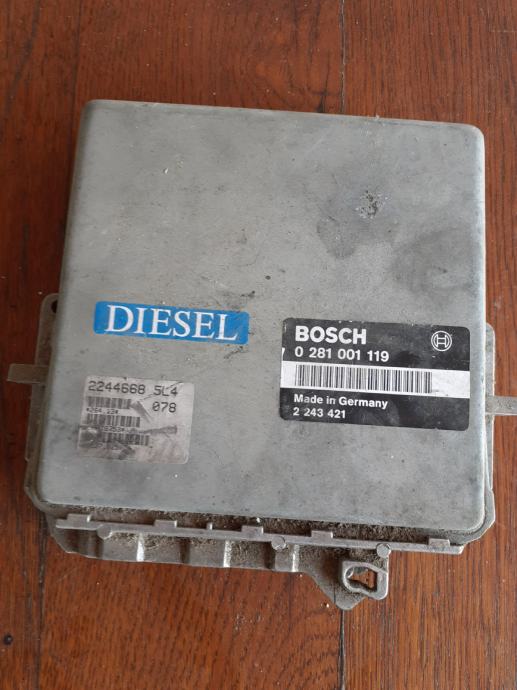 DIESEL
BOSCH
0 281 001 119
Made in Germany
2 243 421
2244668 5L4
078